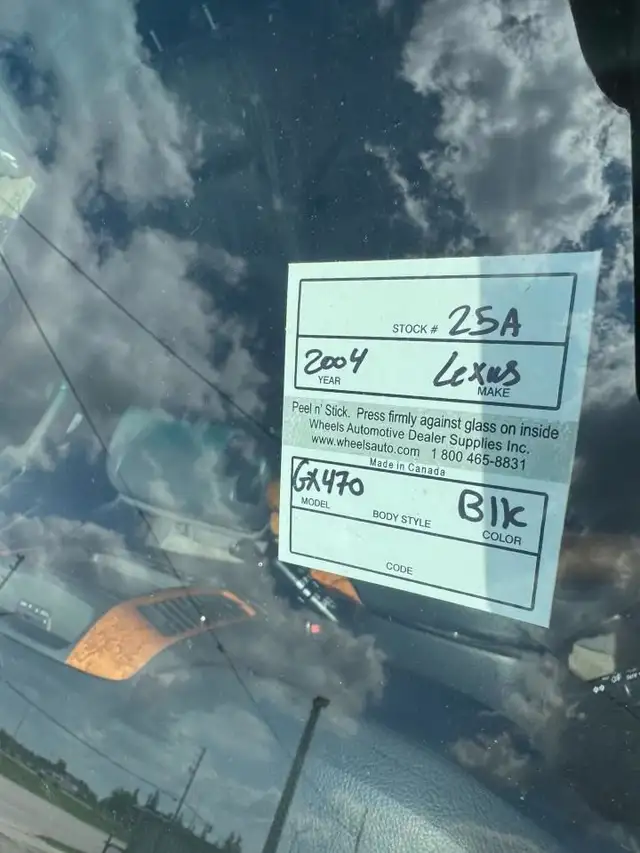 STOCK # 25A
2004 Lexus
YEAR MAKE
Peel n' Stick. Press firmly against glass on inside
Wheels Automotive Dealer Supplies Inc.
www.wheelsauto.com 1 800 465-8831
Made in Canada
GX470 Blk
MODEL BODY STYLE COLOR
CODE